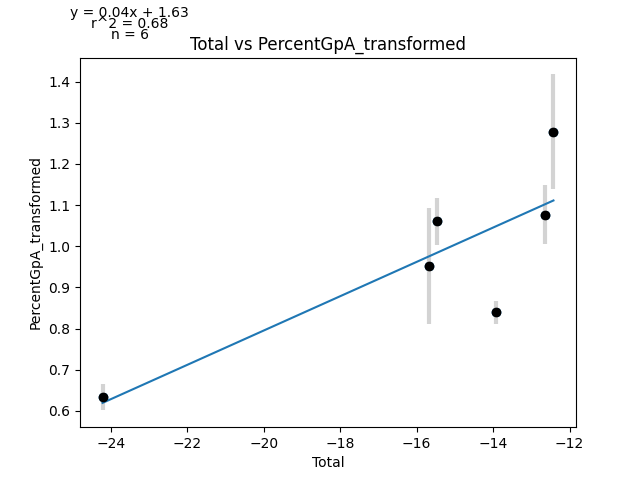 y = 0.04x + 1.63
r^2 = 0.68
n = 6
Total vs PercentGpA_transformed
1.4
1.3
1.2
1.1
1.0
0.9
0.8
0.7
0.6
PercentGpA_transformed
−24
−22
−20
−18
−16
−14
−12
Total